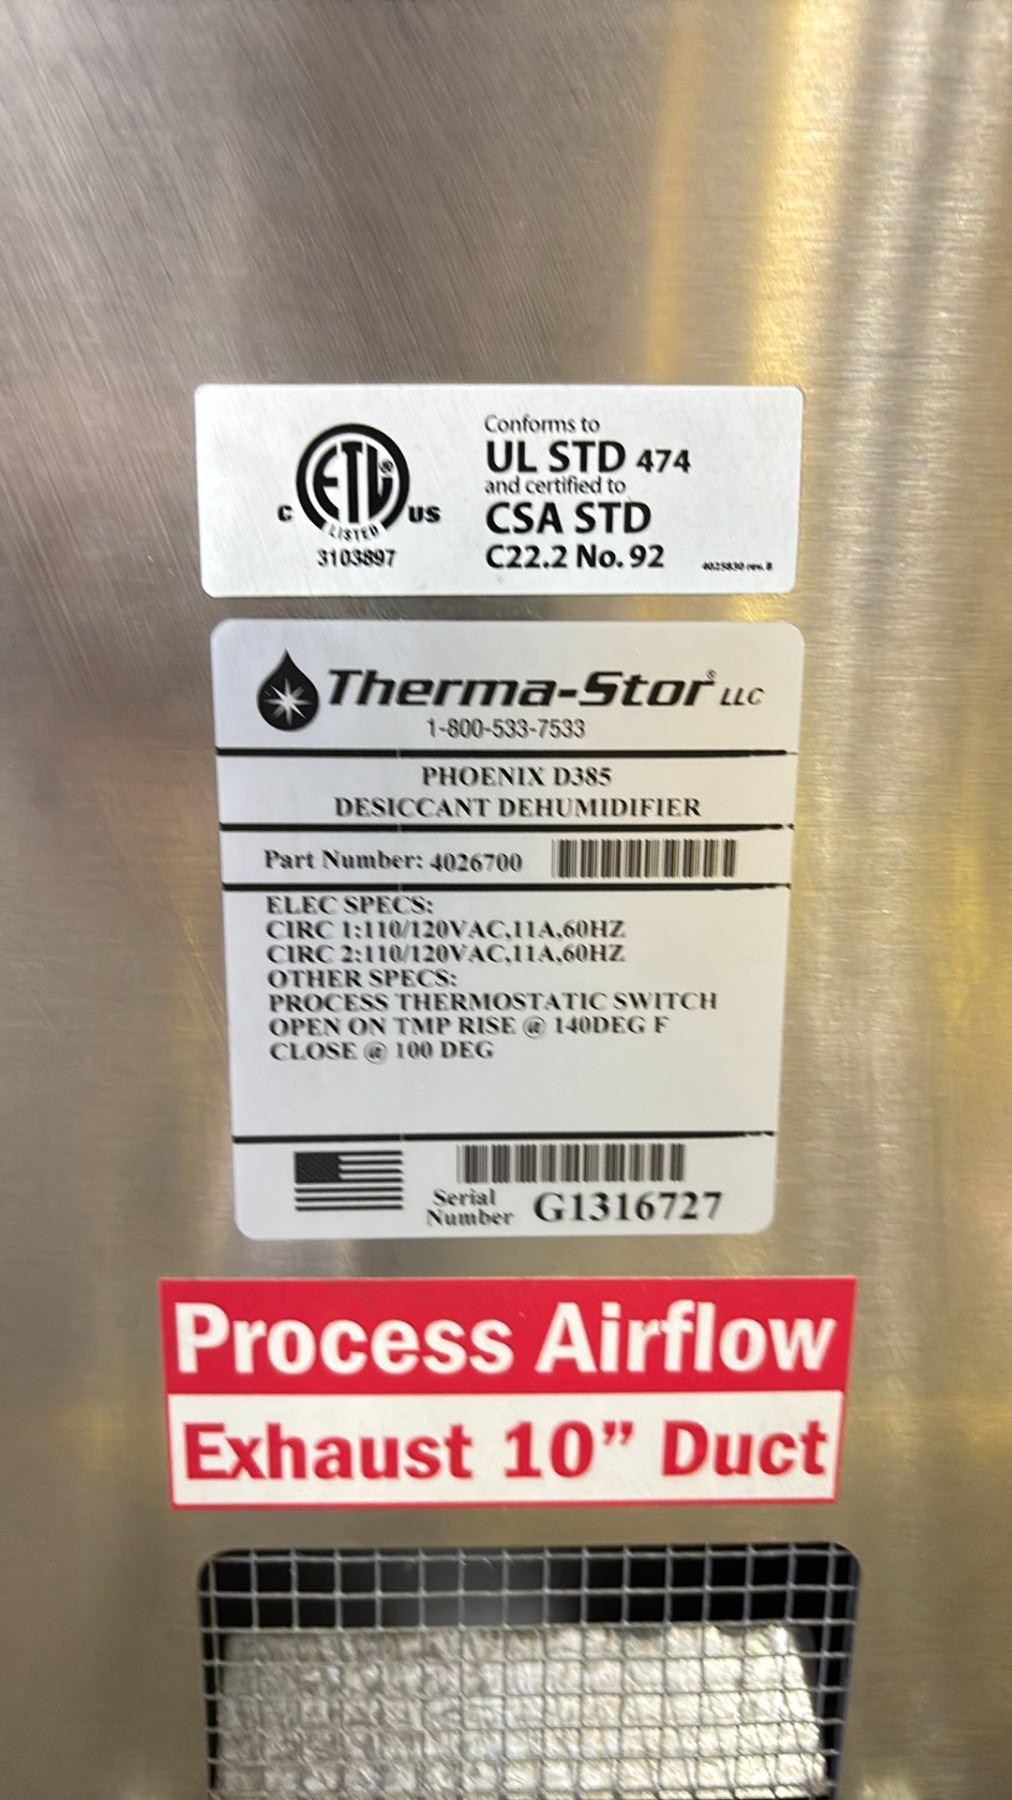 ETL®
C US
LISTED
3103897
Conforms to
UL STD 474
and certified to
CSA STD
C22.2 No. 92
4025830 rev. B
Therma-Stor® LLC
1-800-533-7533
PHOENIX D385
DESICCANT DEHUMIDIFIER
Part Number: 4026700
ELEC SPECS:
CIRC 1:110/120VAC,11A,60HZ
CIRC 2:110/120VAC,11A,60HZ
OTHER SPECS:
PROCESS THERMOSTATIC SWITCH
OPEN ON TMP RISE @ 140DEG F
CLOSE @ 100 DEG
Serial
Number G1316727
Process Airflow
Exhaust 10” Duct